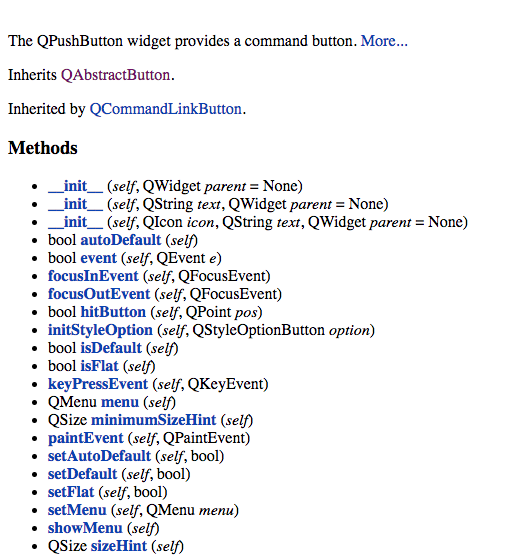 The QPushButton widget provides a command button. More...
Inherits QAbstractButton.
Inherited by QCommandLinkButton.
Methods
• __init__ (self, QWidget parent = None)
• __init__ (self, QString text, QWidget parent = None)
• __init__ (self, QIcon icon, QString text, QWidget parent = None)
• bool autoDefault (self)
• bool event (self, QEvent e)
• focusInEvent (self, QFocusEvent)
• focusOutEvent (self, QFocusEvent)
• bool hitButton (self, QPoint pos)
• initStyleOption (self, QStyleOptionButton option)
• bool isDefault (self)
• bool isFlat (self)
• keyPressEvent (self, QKeyEvent)
• QMenu menu (self)
• QSize minimumSizeHint (self)
• paintEvent (self, QPaintEvent)
• setAutoDefault (self, bool)
• setDefault (self, bool)
• setFlat (self, bool)
• setMenu (self, QMenu menu)
• showMenu (self)
• QSize sizeHint (self)